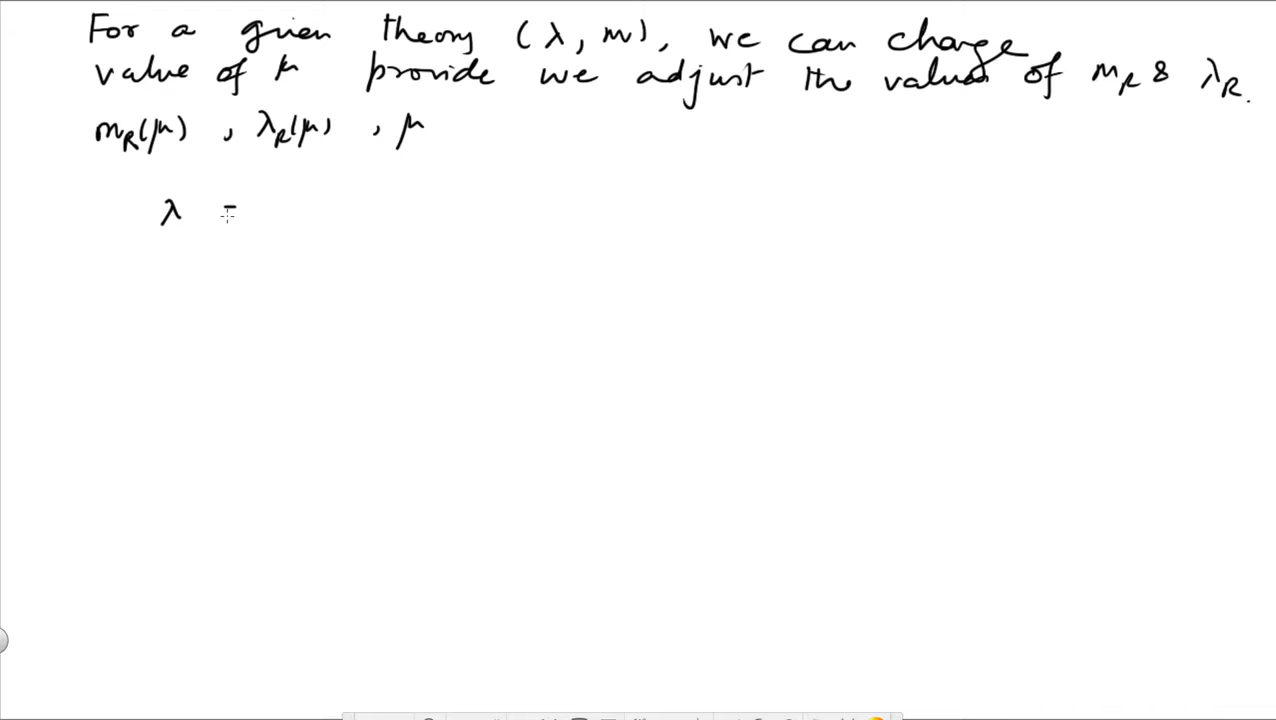 For a given theory (λ, m), we can change
value of μ provide we adjust the values of m_R & λ_R.
m_R(μ) , λ_R(μ) , μ
λ =